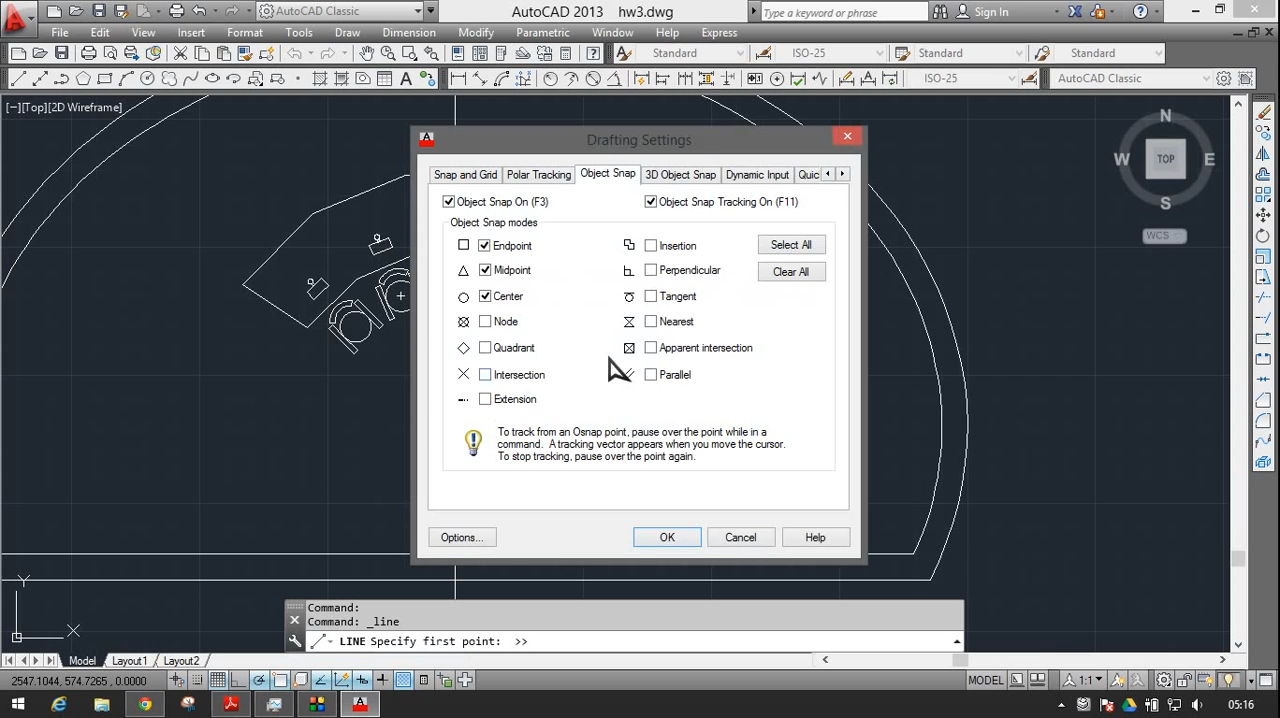 AutoCAD Classic AutoCAD 2013 hw3.dwg Type a keyword or phrase Sign In
File Edit View Insert Format Tools Draw Dimension Modify Parametric Window Help Express
Standard ISO-25 Standard Standard
A ISO-25 AutoCAD Classic
[−][Top][2D Wireframe]
N
W TOP E
S
WCS
Drafting Settings
Snap and Grid Polar Tracking Object Snap 3D Object Snap Dynamic Input Quic
Object Snap On (F3) Object Snap Tracking On (F11)
Object Snap modes
Endpoint Insertion Select All
Midpoint Perpendicular Clear All
Center Tangent
Node Nearest
Quadrant Apparent intersection
Intersection Parallel
Extension
To track from an Osnap point, pause over the point while in a
command. A tracking vector appears when you move the cursor.
To stop tracking, pause over the point again.
Options... OK Cancel Help
Y
X
Command:
Command: _line
LINE Specify first point: >>
Model Layout1 Layout2
2547.1044, 574.7265, 0.0000 MODEL 1:1
05:16